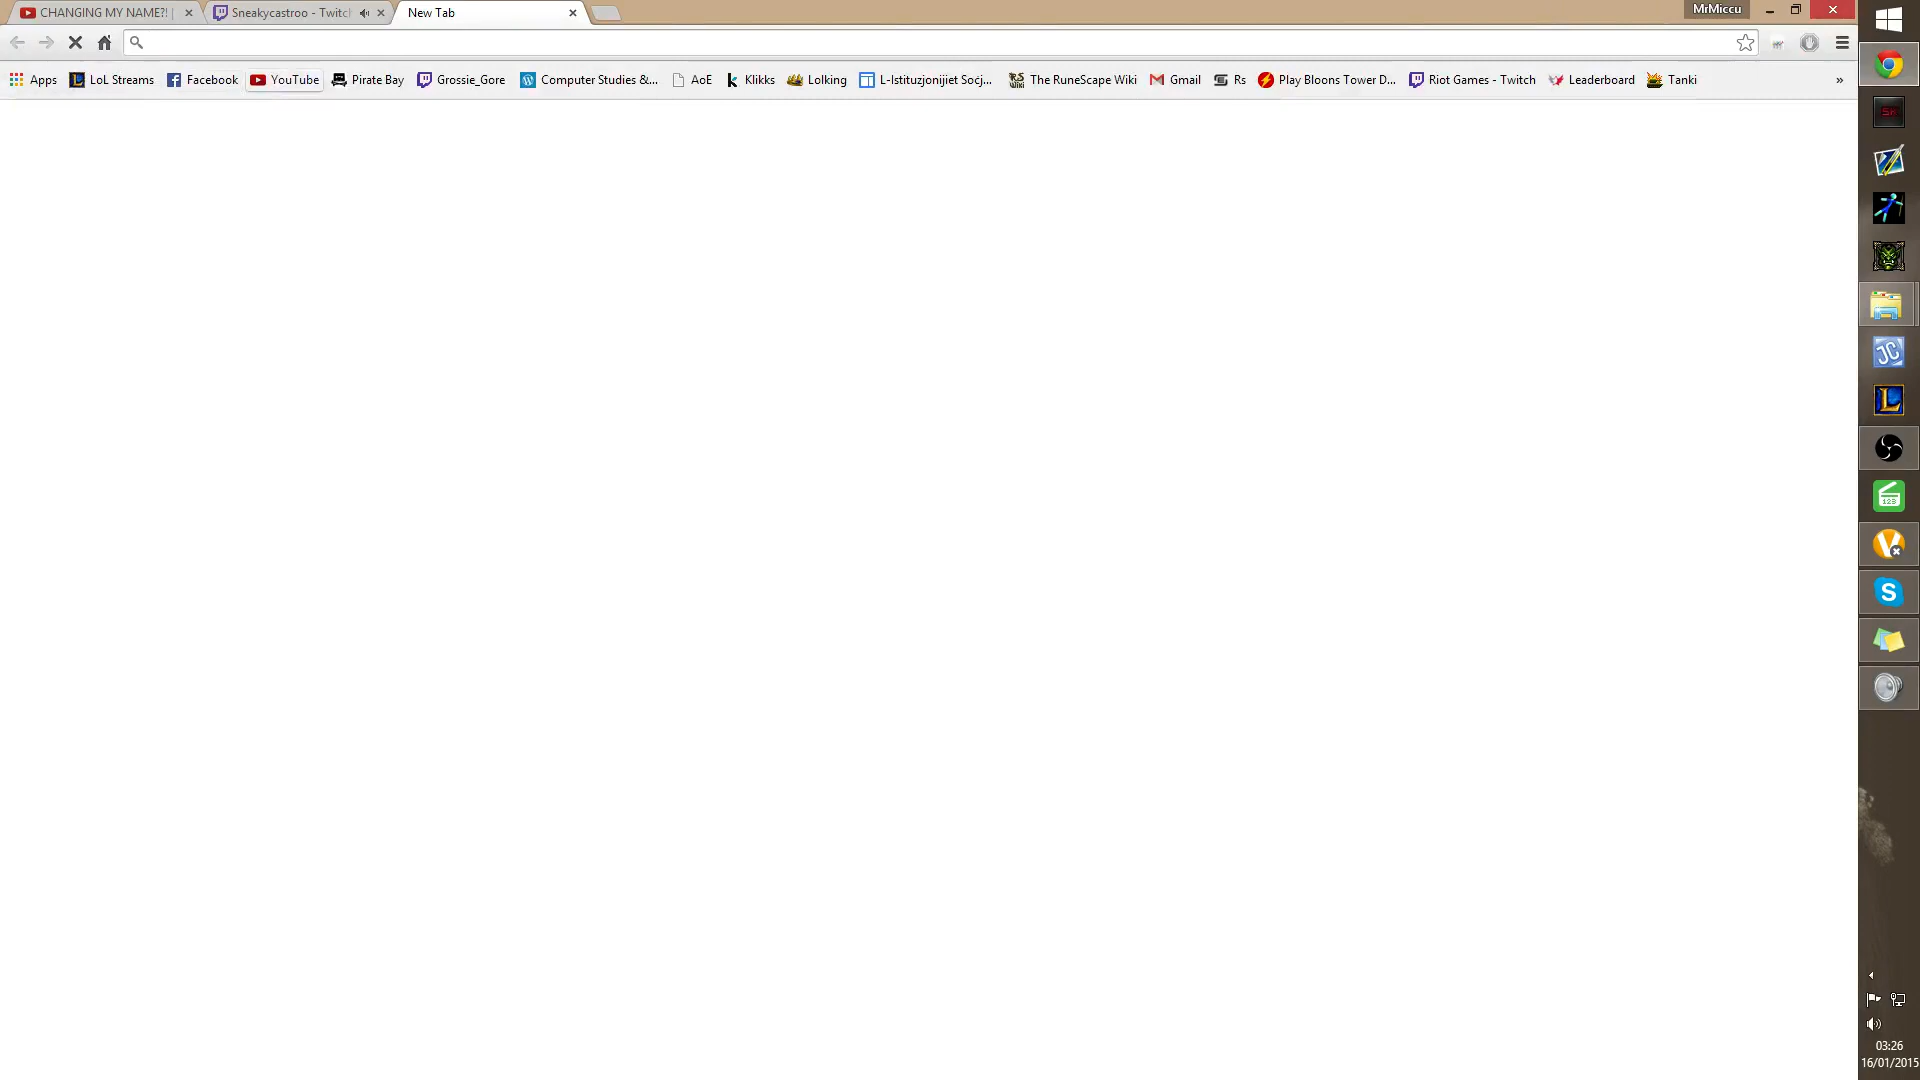 CHANGING MY NAME?! |
Sneakycastroo - Twitch
New Tab
MrMiccu
Apps
LoL Streams
Facebook
YouTube
Pirate Bay
Grossie_Gore
Computer Studies &...
AoE
Klikks
Lolking
L-Istituzjonijiet Soċj...
The RuneScape Wiki
Gmail
Rs
Play Bloons Tower D...
Riot Games - Twitch
Leaderboard
Tanki
»
03:26
16/01/2015